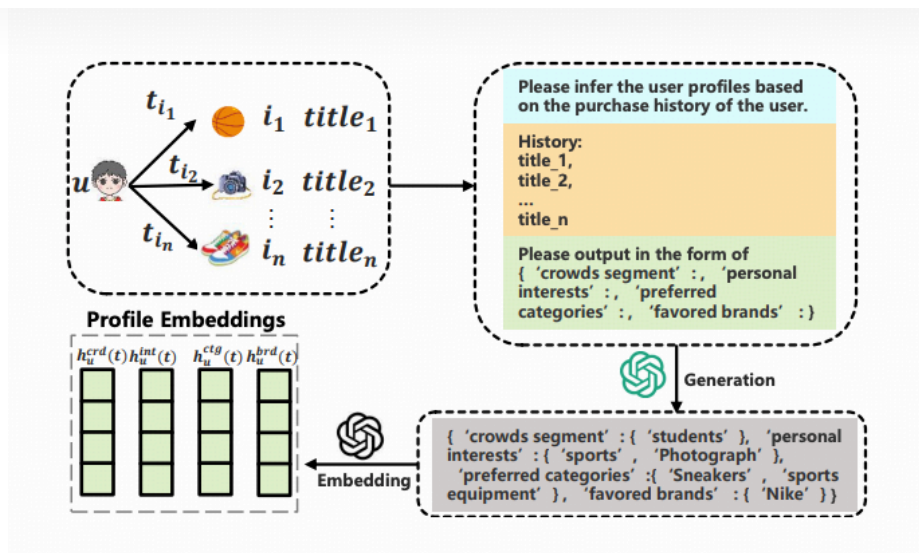 t_{i_1} i_1 title_1
u t_{i_2} i_2 title_2
⋮ ⋮
t_{i_n} i_n title_n
Please infer the user profiles based
on the purchase history of the user.
History:
title_1,
title_2,
...
title_n
Please output in the form of
{ ‘crowds segment’ : , ‘personal
interests’ : , ‘preferred
categories’ : , ‘favored brands’ : }
Generation
{ ‘crowds segment’ : { ‘students’ }, ‘personal
interests’ : { ‘sports’ , ‘Photograph’ },
‘preferred categories’ :{ ‘Sneakers’ , ‘sports
equipment’ } , ‘favored brands’ : { ‘Nike’ } }
Embedding
Profile Embeddings
h_u^{crd}(t) h_u^{int}(t) h_u^{ctg}(t) h_u^{brd}(t)